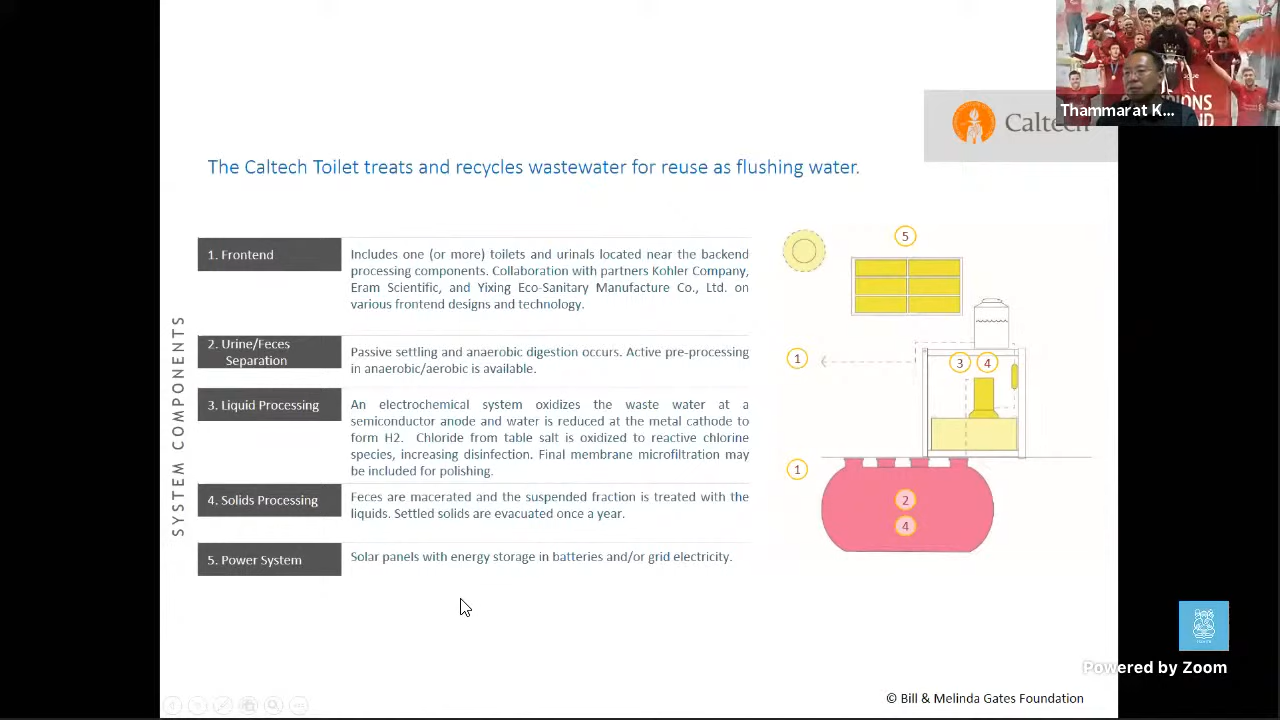 Thammarat K...
IONS
ND
Caltech
The Caltech Toilet treats and recycles wastewater for reuse as flushing water.
SYSTEM COMPONENTS
1. Frontend
Includes one (or more) toilets and urinals located near the backend
processing components. Collaboration with partners Kohler Company,
Eram Scientific, and Yixing Eco-Sanitary Manufacture Co., Ltd. on
various frontend designs and technology.
2. Urine/Feces
Separation
Passive settling and anaerobic digestion occurs. Active pre-processing
in anaerobic/aerobic is available.
3. Liquid Processing
An electrochemical system oxidizes the waste water at a
semiconductor anode and water is reduced at the metal cathode to
form H2. Chloride from table salt is oxidized to reactive chlorine
species, increasing disinfection. Final membrane microfiltration may
be included for polishing.
4. Solids Processing
Feces are macerated and the suspended fraction is treated with the
liquids. Settled solids are evacuated once a year.
5. Power System
Solar panels with energy storage in batteries and/or grid electricity.
5
1
3 4
1
2
4
Powered by Zoom
© Bill & Melinda Gates Foundation